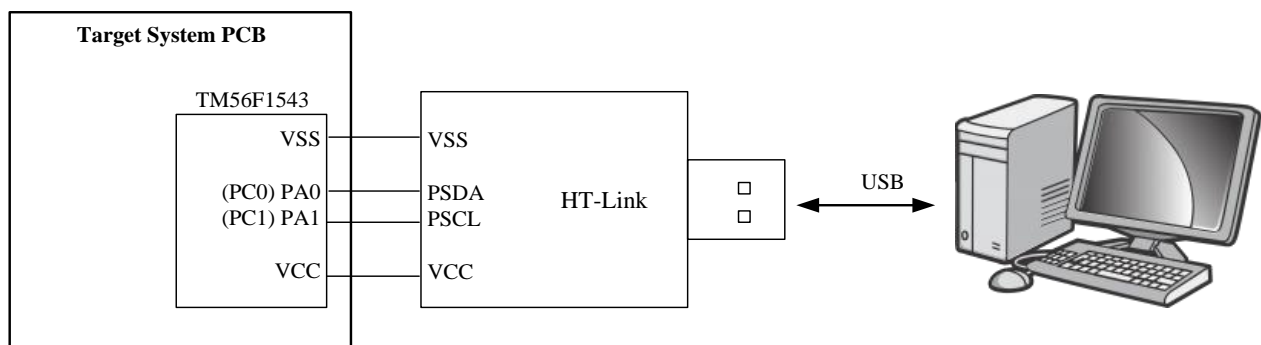 Target System PCB
TM56F1543
VSS
(PC0) PA0
(PC1) PA1
VCC
VSS
PSDA
PSCL
VCC
HT-Link
USB